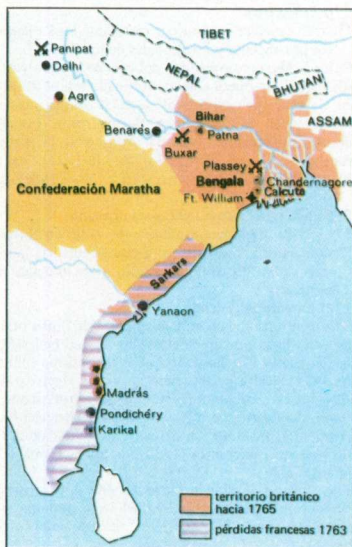 TIBET
Panipat
Delhi
NEPAL
BHUTAN
Agra
ASSAM
Bihar
Benarés
Patna
Buxar
Plassey
Confederación Maratha
Bengala
Chandernagore
Ft. William
Calcuta
Sarkars
Yanaon
Madrás
Pondichéry
Karikal
territorio británico
hacia 1765
pérdidas francesas 1763